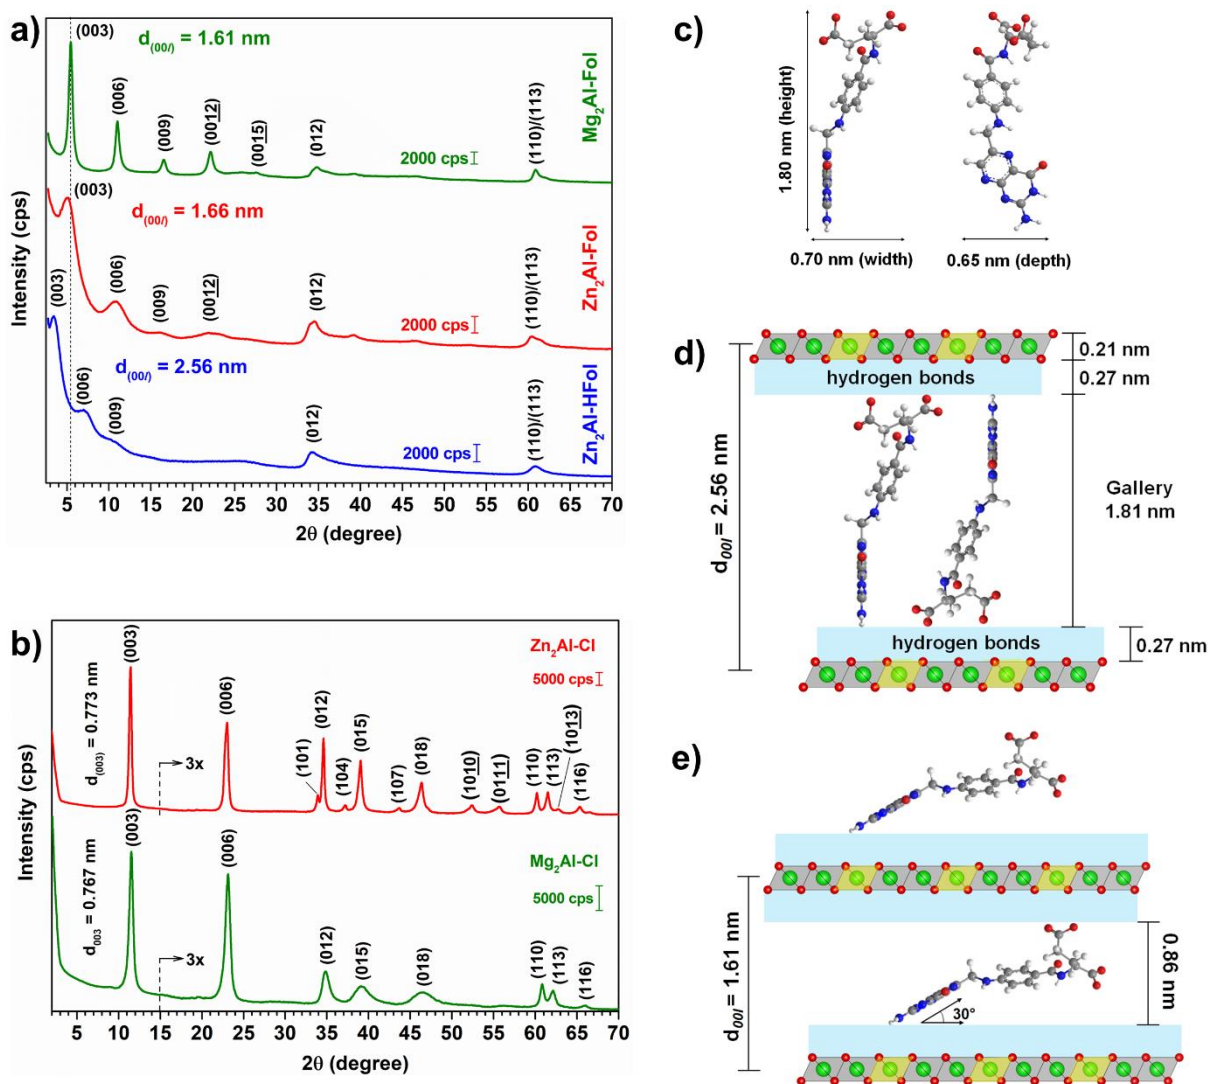 a)
(003)
d(00l) = 1.61 nm
(006)
(009)
(0012)
(0015)
(012)
(110)/(113)
2000 cps
Mg2Al-Fol
(003)
d(00l) = 1.66 nm
(006)
(009)
(0012)
(012)
(110)/(113)
2000 cps
Zn2Al-Fol
(003)
d(00l) = 2.56 nm
(006)
(009)
(012)
(110)/(113)
2000 cps
Zn2Al-HFol
Intensity (cps)
5 10 15 20 25 30 35 40 45 50 55 60 65 70
2θ (degree)
b)
d(003) = 0.773 nm
(003)
3x
(006)
(101)
(012)
(104)
(015)
(107)
(018)
(1010)
(0111)
(110)
(113)
(1013)
(116)
Zn2Al-Cl
5000 cps
d003 = 0.767 nm
(003)
3x
(006)
(012)
(015)
(018)
(110)
(113)
(116)
Mg2Al-Cl
5000 cps
Intensity (cps)
5 10 15 20 25 30 35 40 45 50 55 60 65 70
2θ (degree)
c)
1.80 nm (height)
0.70 nm (width)
0.65 nm (depth)
d)
0.21 nm
hydrogen bonds
0.27 nm
d00l = 2.56 nm
Gallery
1.81 nm
hydrogen bonds
0.27 nm
e)
d00l = 1.61 nm
0.86 nm
30°